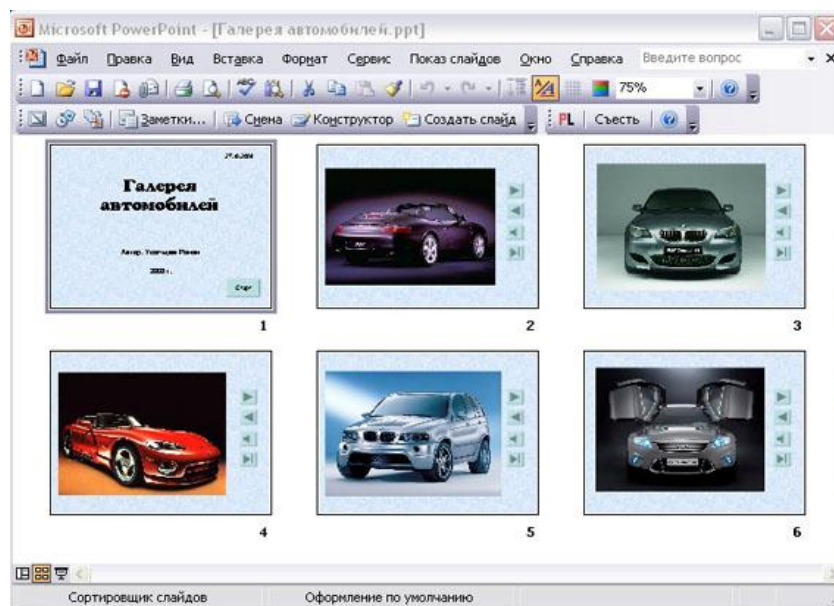 Microsoft PowerPoint - [Галерея автомобилей.ppt]
Файл Правка Вид Вставка Формат Сервис Показ слайдов Окно Справка Введите вопрос
75%
Заметки... Смена Конструктор Создать слайд PL Съесть
Галерея
автомобилей
Автор:
Старт
1 2 3
4 5 6
Сортировщик слайдов Оформление по умолчанию